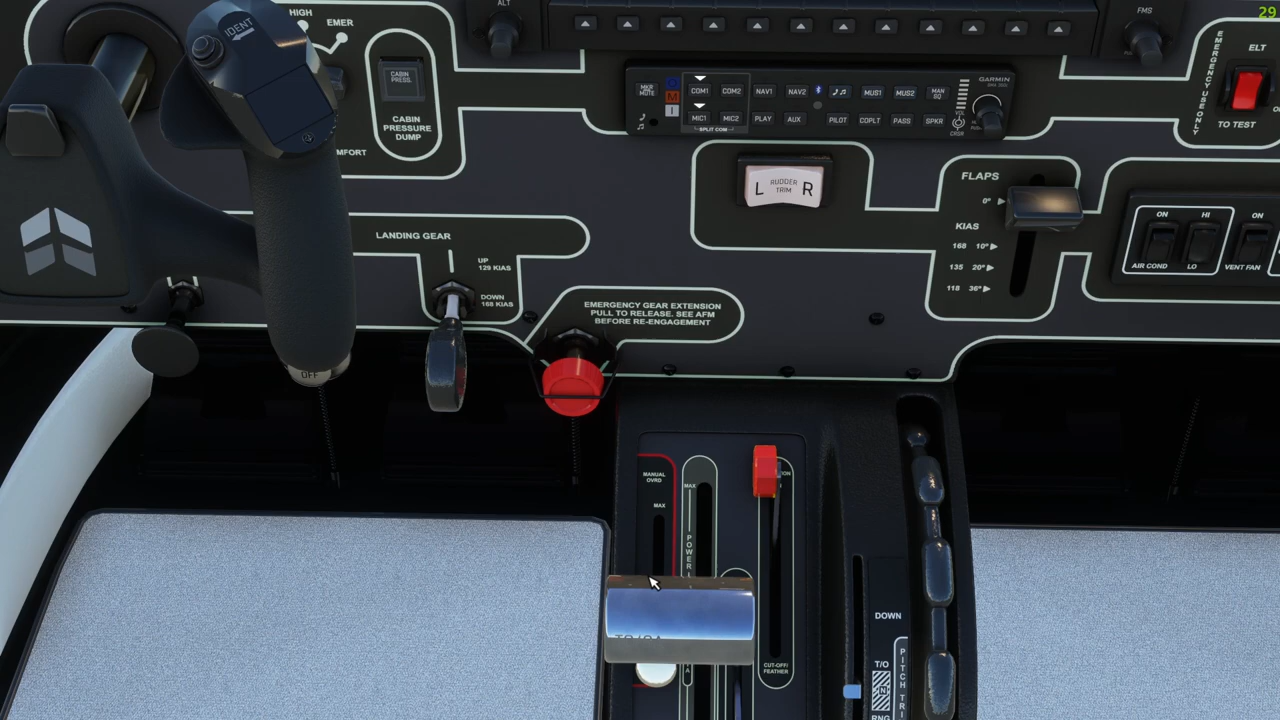 ALT
FMS
29
HIGH
EMER
IDENT
CABIN
PRESS
CABIN
PRESSURE
DUMP
MKR
MUTE
COM1
COM2
NAV1
NAV2
MUS1
MUS2
MAN
SQ
GARMIN
MIC1
MIC2
PLAY
AUX
PILOT
COPLT
PASS
SPKR
SPLIT COM
VOL
CRSR
EMERGENCY USE ONLY
ELT
TO TEST
L
RUDDER
TRIM
R
FLAPS
0°
KIAS
168 10°
135 20°
118 36°
ON
HI
ON
AIR COND
LO
VENT FAN
LANDING GEAR
UP
129 KIAS
DOWN
168 KIAS
EMERGENCY GEAR EXTENSION
PULL TO RELEASE. SEE AFM
BEFORE RE-ENGAGEMENT
OFF
MANUAL
OVRD
MAX
MAX
POWER
CUT-OFF/
FEATHER
DOWN
T/O
RNG
PITCH